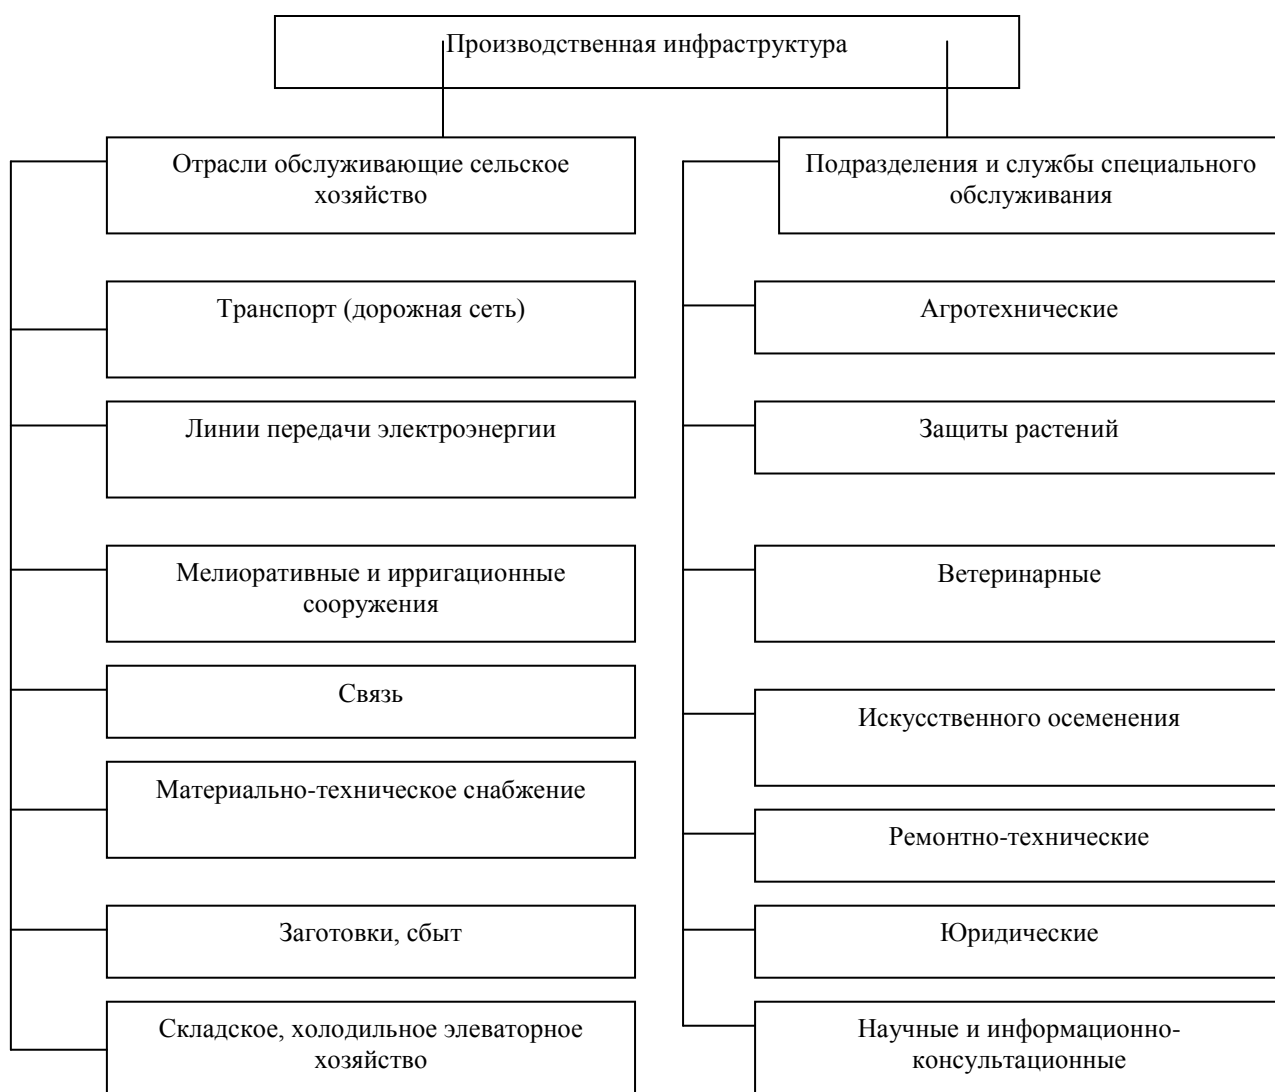 Производственная инфраструктура
Отрасли обслуживающие сельское
хозяйство
Транспорт (дорожная сеть)
Линии передачи электроэнергии
Мелиоративные и ирригационные
сооружения
Связь
Материально-техническое снабжение
Заготовки, сбыт
Складское, холодильное элеваторное
хозяйство
Подразделения и службы специального
обслуживания
Агротехнические
Защиты растений
Ветеринарные
Искусственного осеменения
Ремонтно-технические
Юридические
Научные и информационно-
консультационные